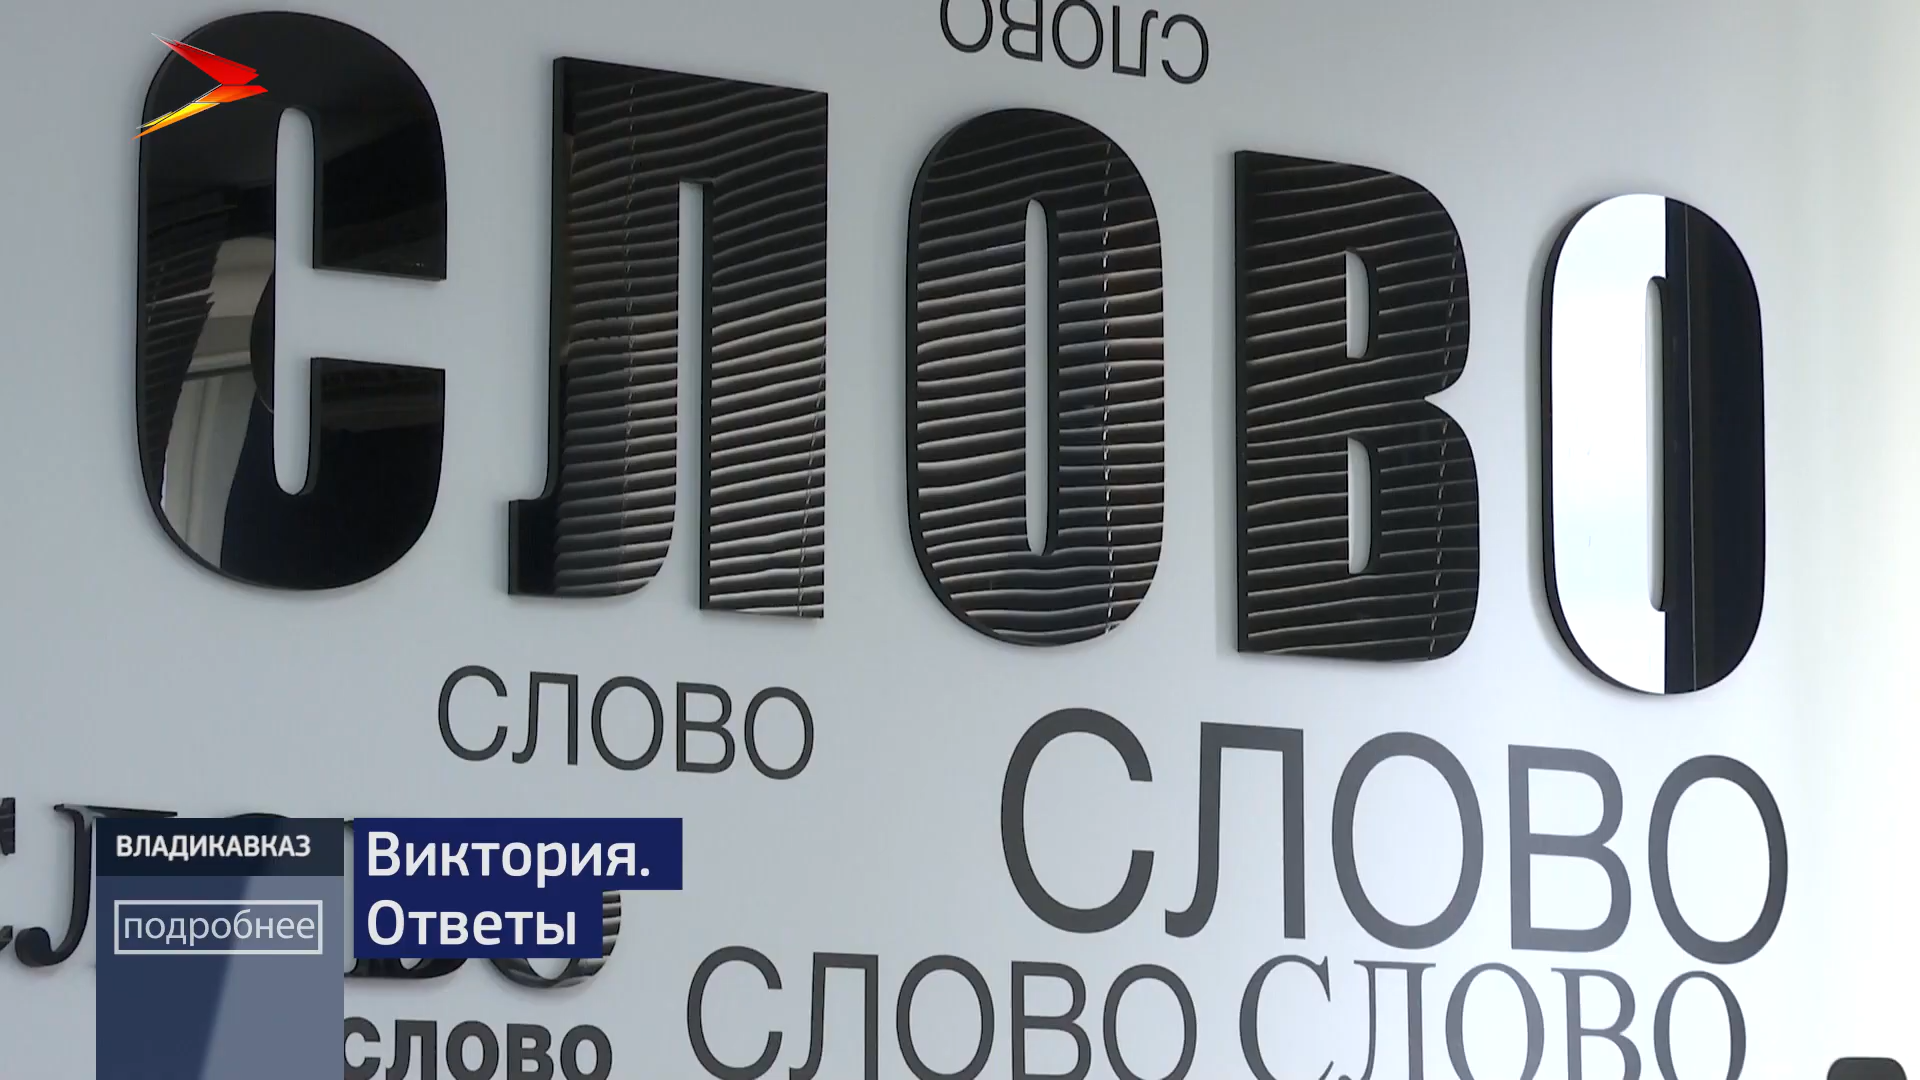 СЛОВО
СЛОВО
СЛОВО
СЛОВО
СЛОВО
ВЛАДИКАВКАЗ
Виктория.
подробнее
Ответы
СЛОВО СЛОВО
слово